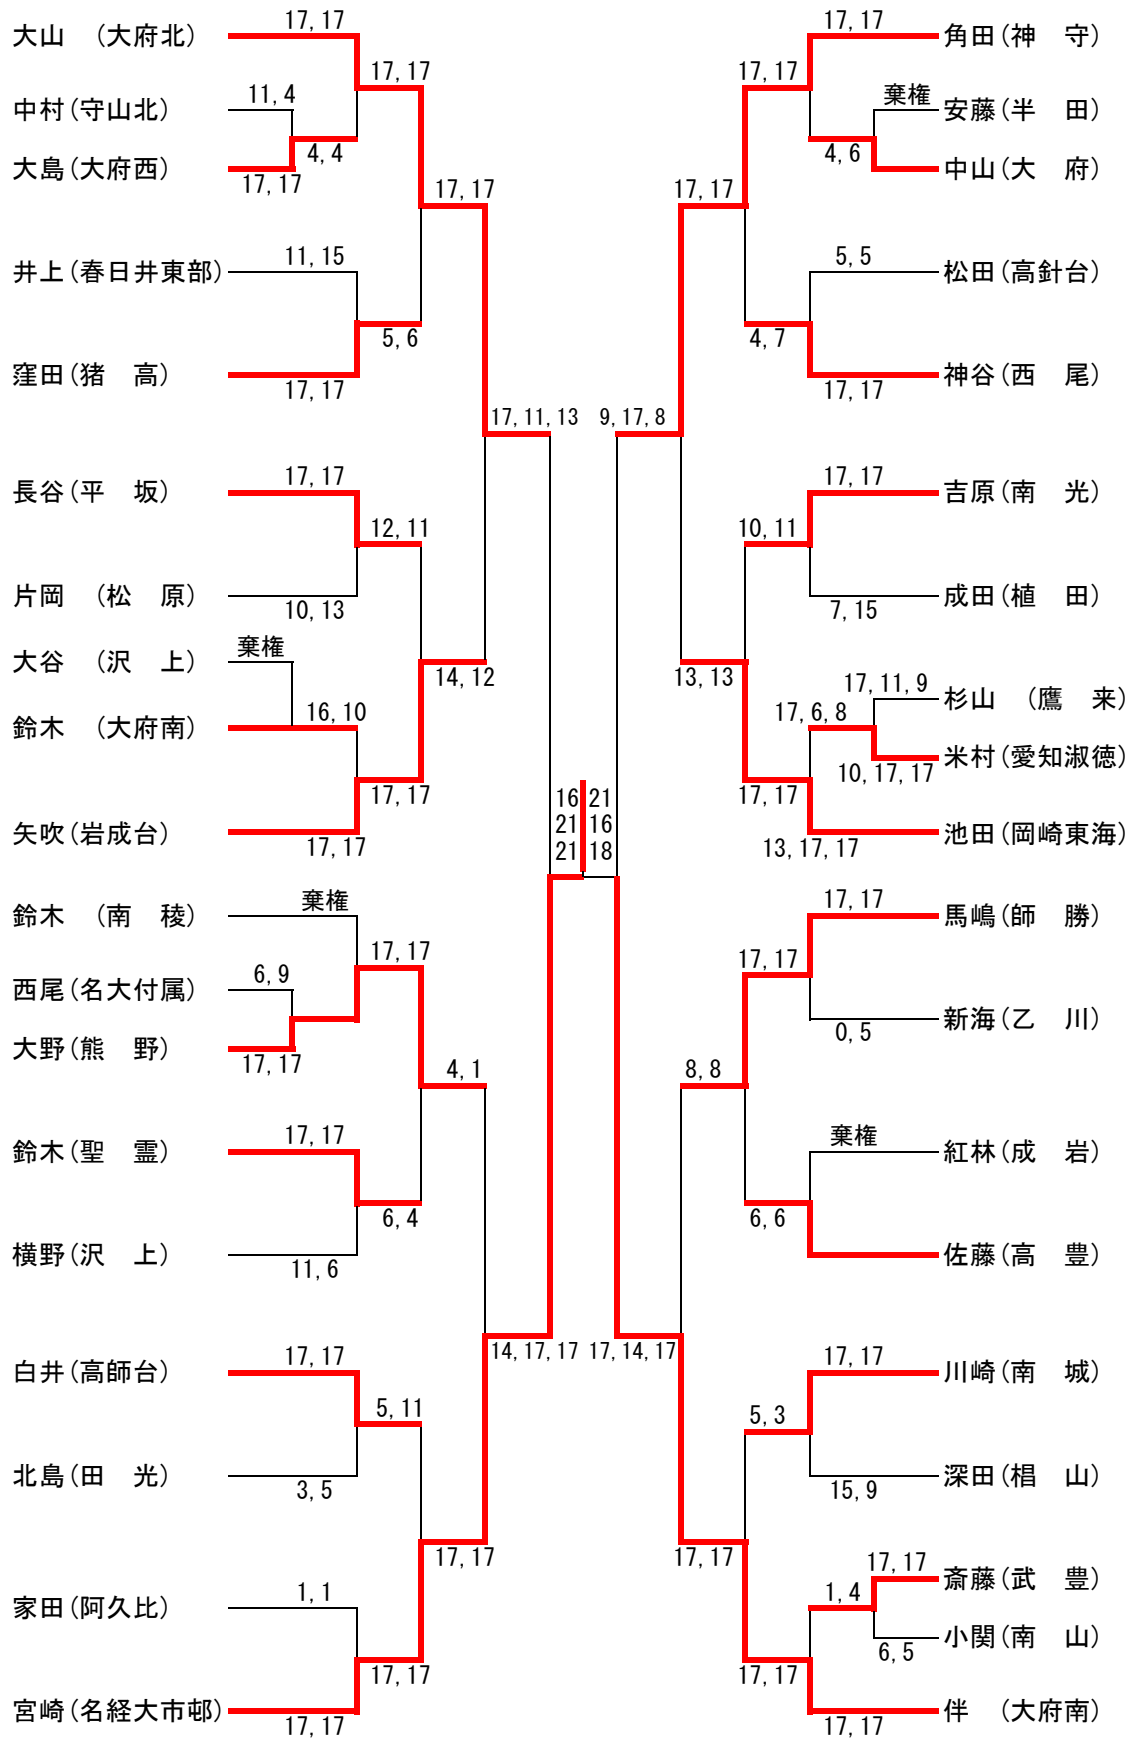 17,17
大山　（大府北）
17,17
11,4
中村（守山北）
4,4
大島（大府西）
17,17
17,17
11,15
井上（春日井東部）
5,6
窪田（猪　高）
17,17
17,11,13
17,17
長谷（平　坂）
12,11
片岡　（松　原）
10,13
棄権
大谷　（沢　上）
14,12
16,10
鈴木　（大府南）
17,17
矢吹（岩成台）
17,17
棄権
鈴木　（南　稜）
17,17
6,9
西尾（名大付属）
大野（熊　野）
17,17
4,1
17,17
鈴木（聖　霊）
6,4
横野（沢　上）
11,6
14,17,17
17,17
白井（高師台）
5,11
北島（田　光）
3,5
17,17
1,1
家田（阿久比）
17,17
宮崎（名経大市邨）
17,17
16 21
21 16
21 18
17,17
角田（神　守）
17,17
棄権
安藤（半　田）
4,6
中山（大　府）
17,17
5,5
松田（高針台）
4,7
神谷（西　尾）
17,17
9,17,8
17,17
吉原（南　光）
10,11
成田（植　田）
7,15
13,13
17,11,9
杉山　（鷹　来）
17,6,8
米村（愛知淑徳）
10,17,17
17,17
池田（岡崎東海）
13,17,17
17,17
馬嶋（師　勝）
17,17
新海（乙　川）
0,5
8,8
棄権
紅林（成　岩）
6,6
佐藤（高　豊）
17,14,17
17,17
川崎（南　城）
5,3
深田（椙　山）
15,9
17,17
17,17
斎藤（武　豊）
1,4
小関（南　山）
6,5
17,17
伴　（大府南）
17,17